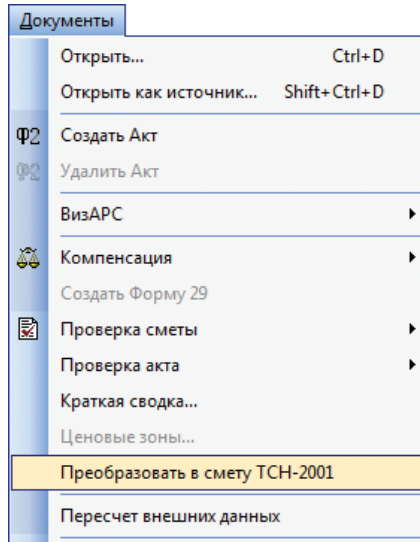 Документы
Открыть... Ctrl+D
Открыть как источник... Shift+Ctrl+D
Ф2 Создать Акт
Ф2 Удалить Акт
ВизАРС
Компенсация
Создать Форму 29
Проверка сметы
Проверка акта
Краткая сводка...
Ценовые зоны...
Преобразовать в смету ТСН-2001
Пересчет внешних данных